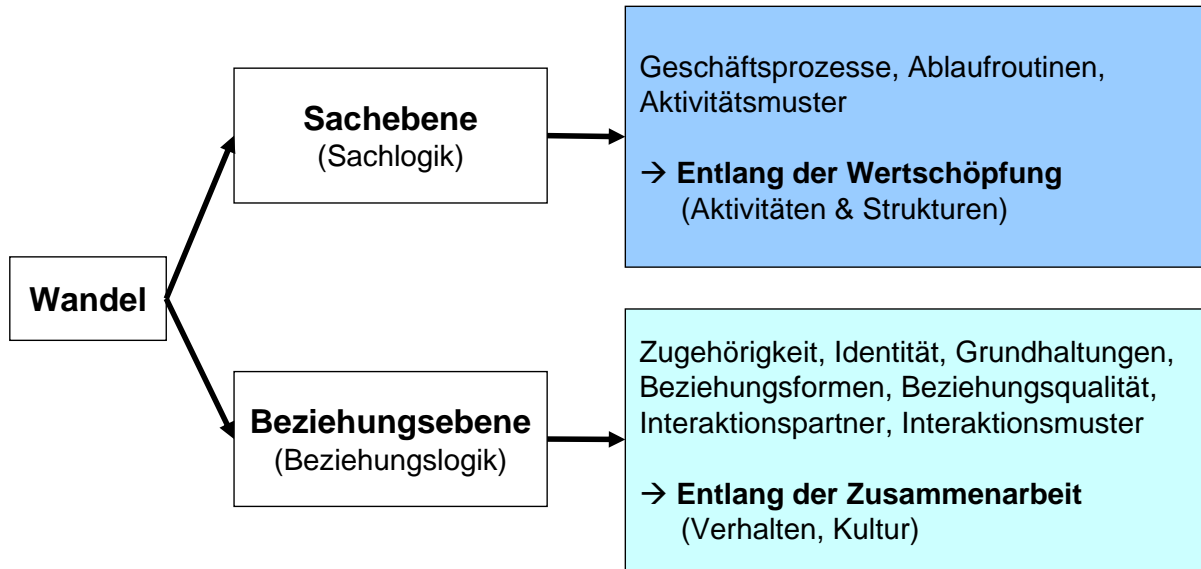 Wandel
Sachebene
(Sachlogik)
Geschäftsprozesse, Ablaufroutinen,
Aktivitätsmuster
→ Entlang der Wertschöpfung
(Aktivitäten & Strukturen)
Beziehungsebene
(Beziehungslogik)
Zugehörigkeit, Identität, Grundhaltungen,
Beziehungsformen, Beziehungsqualität,
Interaktionspartner, Interaktionsmuster
→ Entlang der Zusammenarbeit
(Verhalten, Kultur)